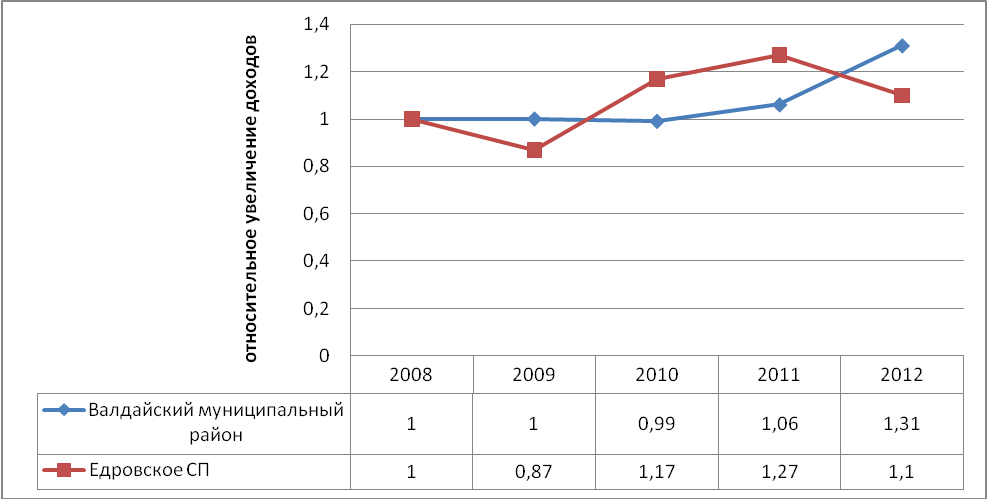 относительное увеличение доходов
1,4
1,2
1
0,8
0,6
0,4
0,2
0
2008 2009 2010 2011 2012
Валдайский муниципальный
район 1 1 0,99 1,06 1,31
Едровское СП 1 0,87 1,17 1,27 1,1